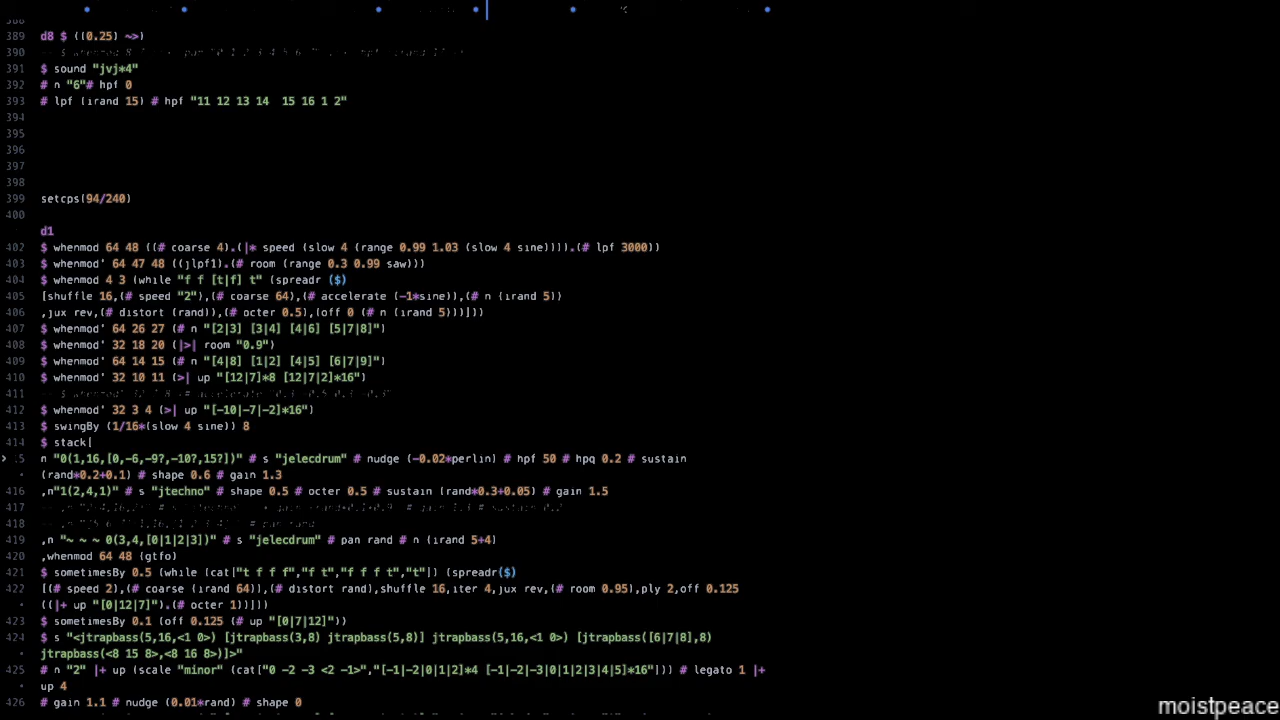 389 d8 $ ((0.25) ~>)
390
391 $ sound "jvj*4"
392 # n "6"# hpf 0
393 # lpf (irand 15) # hpf "11 12 13 14  15 16 1 2"
394
395
396
397
398
399 setcps(94/240)
400
d1
402 $ whenmod 64 48 ((# coarse 4).(|* speed (slow 4 (range 0.99 1.03 (slow 4 sine)))).(# lpf 3000))
403 $ whenmod' 64 47 48 ((jlpf1).(# room (range 0.3 0.99 saw)))
404 $ whenmod 4 3 (while "f f [t|f] t" (spreadr ($)
405 [shuffle 16,(# speed "2"),(# coarse 64),(# accelerate (-1*sine)),(# n (irand 5))
406 ,jux rev,(# distort (rand)),(# octer 0.5),(off 0 (# n (irand 5)))]))
407 $ whenmod' 64 26 27 (# n "[2|3] [3|4] [4|6] [5|7|8]")
408 $ whenmod' 32 18 20 (|>| room "0.9")
409 $ whenmod' 64 14 15 (# n "[4|8] [1|2] [4|5] [6|7|9]")
410 $ whenmod' 32 10 11 (>| up "[12|7]*8 [12|7|2]*16")
411
412 $ whenmod' 32 3 4 (>| up "[-10|-7|-2]*16")
413 $ swingBy (1/16*(slow 4 sine)) 8
414 $ stack[
n "0(1,16,[0,-6,-9?,-10?,15?])" # s "jelecdrum" # nudge (-0.02*perlin) # hpf 50 # hpq 0.2 # sustain
(rand*0.2+0.1) # shape 0.6 # gain 1.3
416 ,n"1(2,4,1)" # s "jtechno" # shape 0.5 # octer 0.5 # sustain (rand*0.3+0.05) # gain 1.5
417
418
419 ,n "~ ~ ~ 0(3,4,[0|1|2|3])" # s "jelecdrum" # pan rand # n (irand 5+4)
420 ,whenmod 64 48 (gtfo)
421 $ sometimesBy 0.5 (while (cat["t f f f","f t","f f f t","t"]) (spreadr($)
422 [(# speed 2),(# coarse (irand 64)),(# distort rand),shuffle 16,iter 4,jux rev,(# room 0.95),ply 2,off 0.125
((|+ up "[0|12|7]").(# octer 1))]))
423 $ sometimesBy 0.1 (off 0.125 (# up "[0|7|12]"))
424 $ s "<jtrapbass(5,16,<1 0>) [jtrapbass(3,8) jtrapbass(5,8)] jtrapbass(5,16,<1 0>) [jtrapbass([6|7|8],8)
jtrapbass(<8 15 8>,<8 16 8>)]>"
425 # n "2" |+ up (scale "minor" (cat["0 -2 -3 <2 -1>","[-1|-2|0|1|2]*4 [-1|-2|-3|0|1|2|3|4|5]*16"])) # legato 1 |+
up 4
426 # gain 1.1 # nudge (0.01*rand) # shape 0
moistpeace